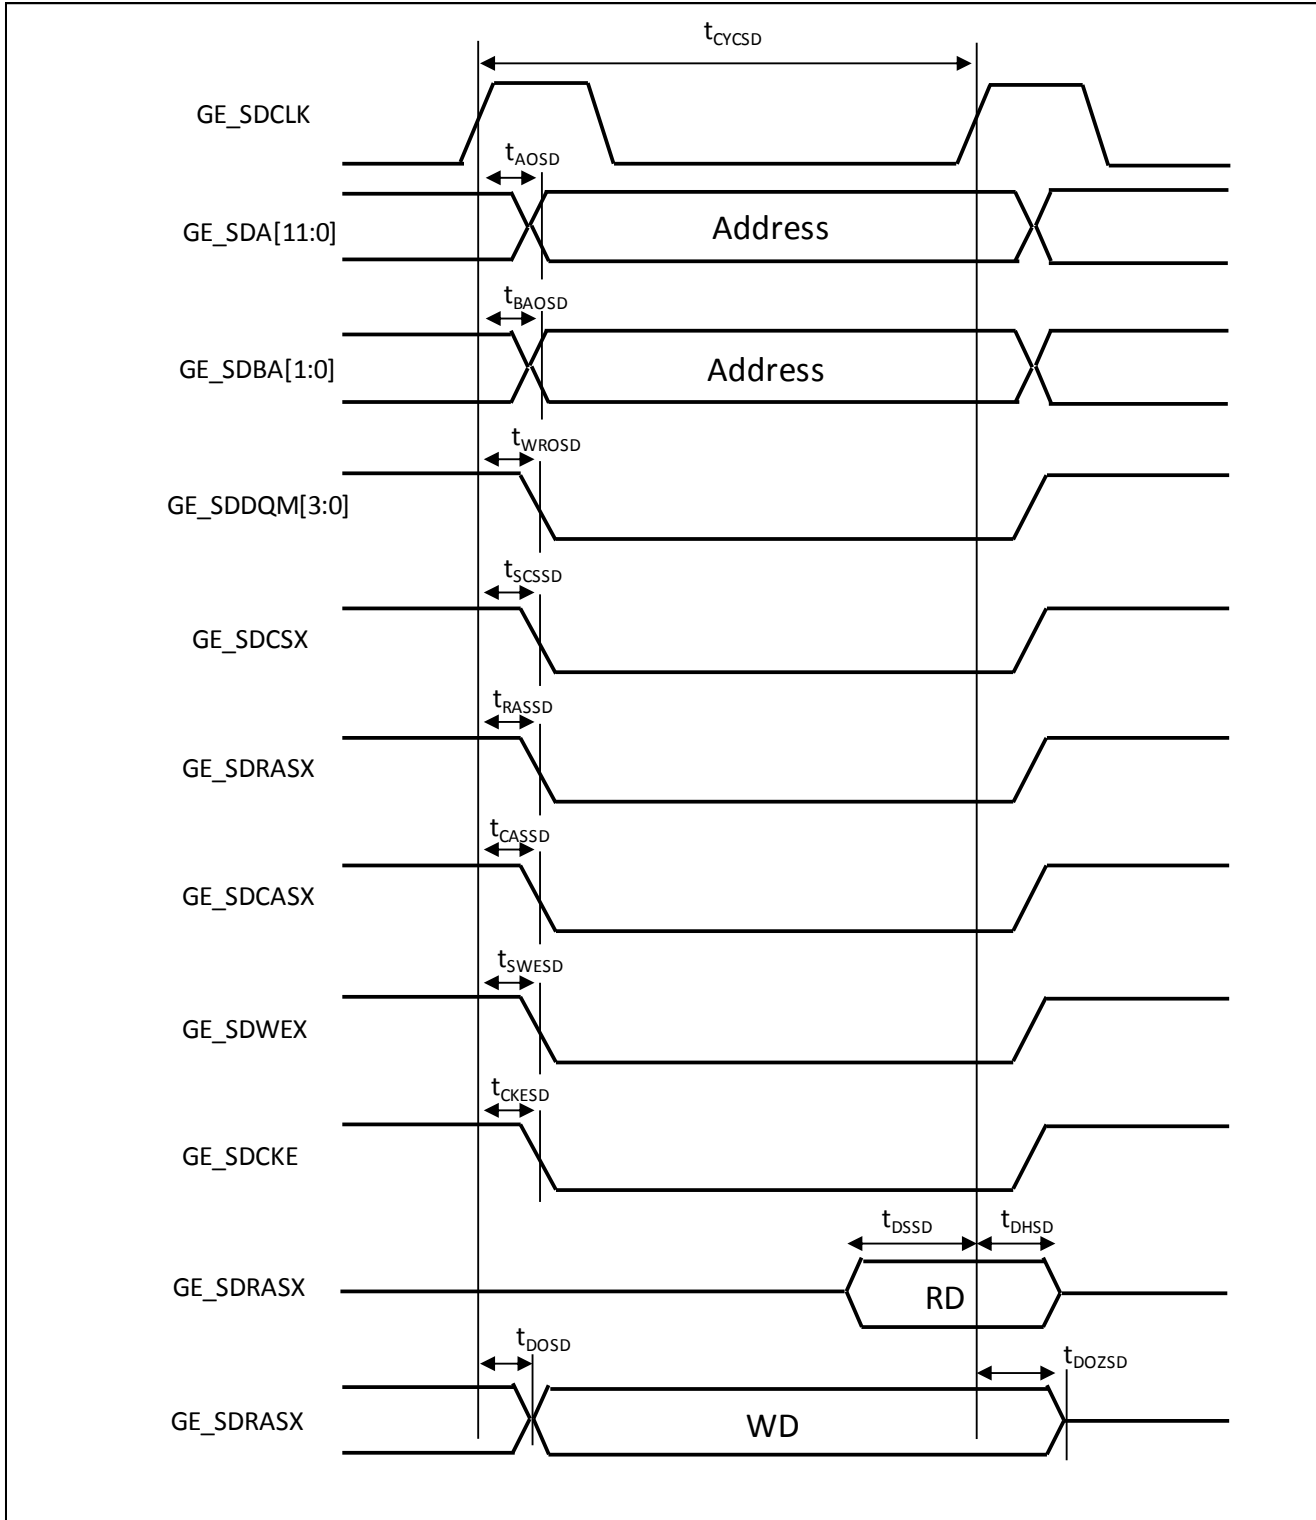 tCYCSD
GE_SDCLK
tAOSD
GE_SDA[11:0]
Address
tBAOSD
GE_SDBA[1:0]
Address
tWROSD
GE_SDDQM[3:0]
tSCSSD
GE_SDCSX
tRASSD
GE_SDRASX
tCASSD
GE_SDCASX
tSWESD
GE_SDWEX
tCKESD
GE_SDCKE
tDSSD tDHSD
GE_SDRASX
RD
tDOSD tDOZSD
GE_SDRASX
WD